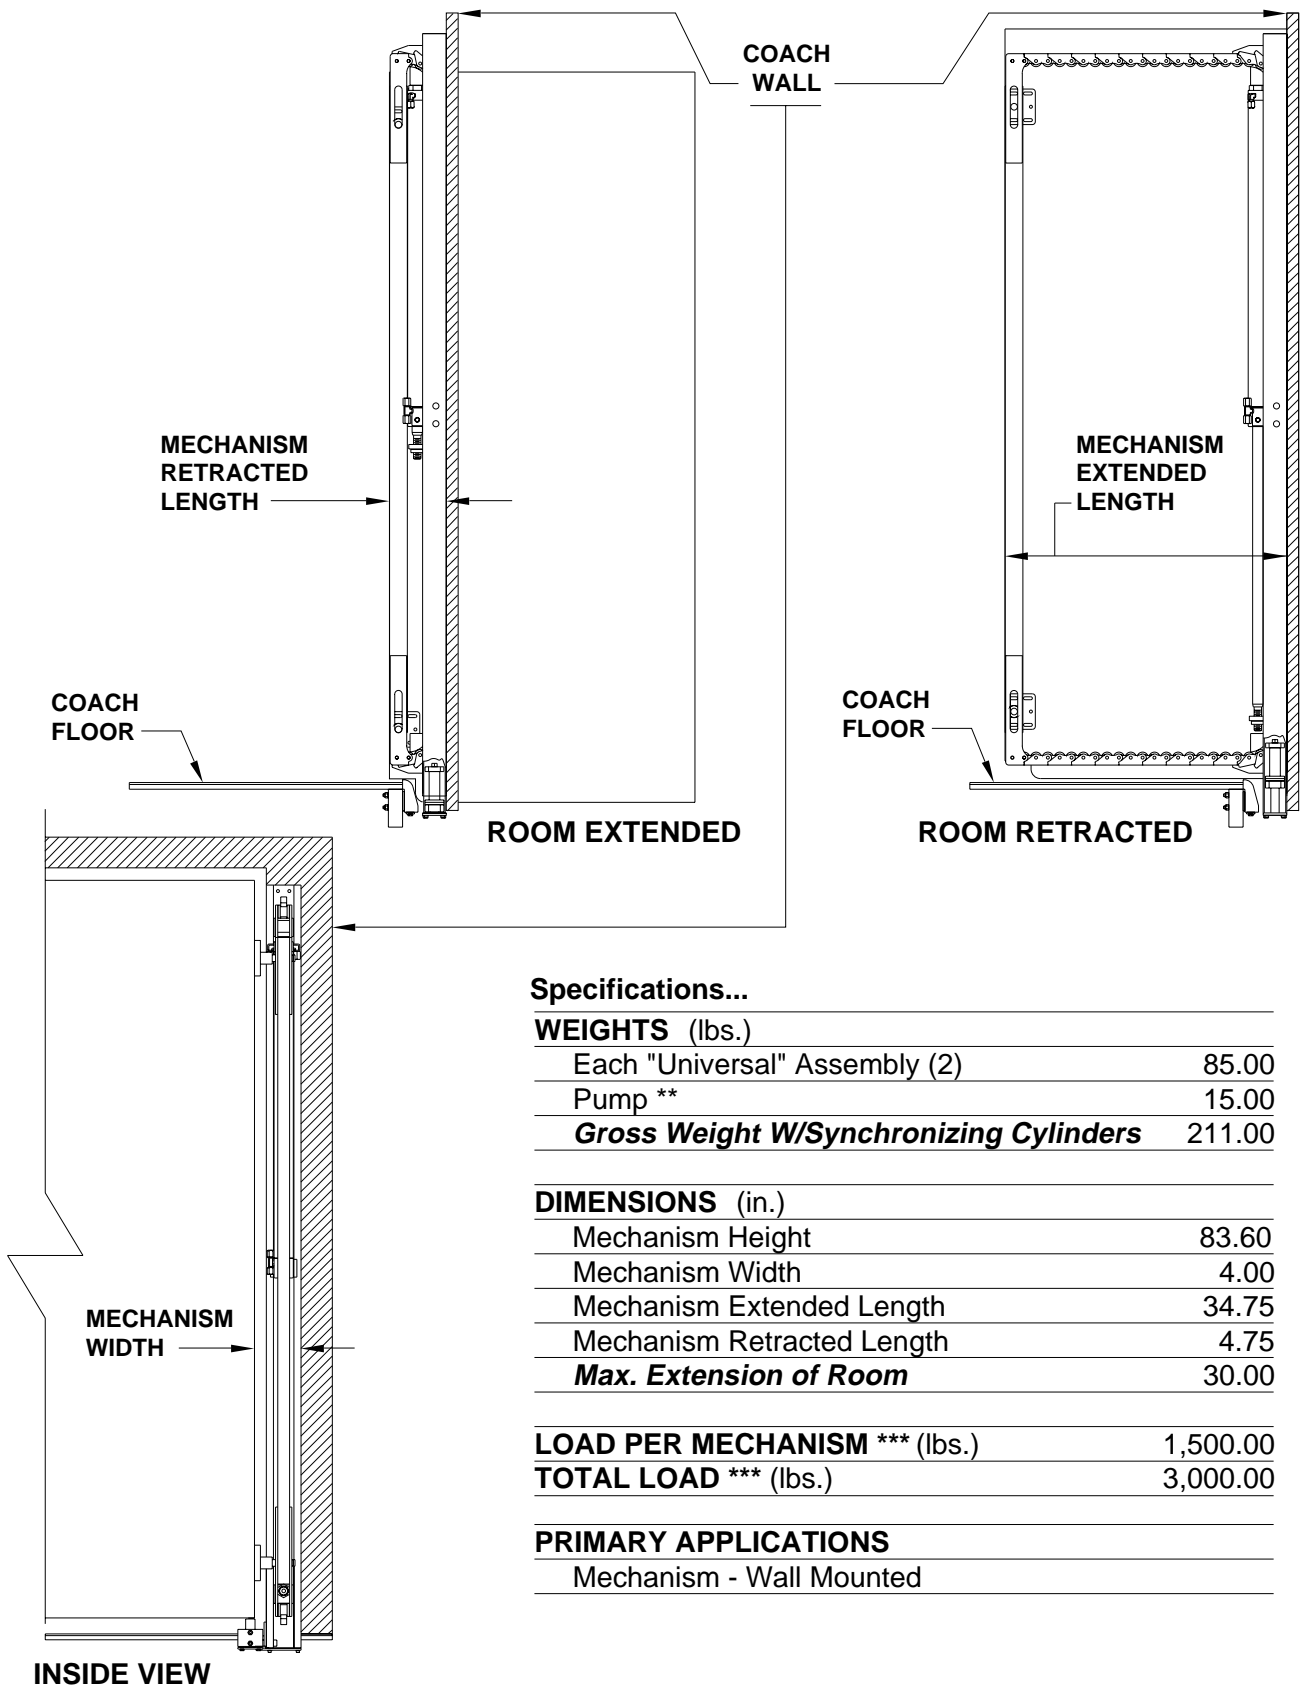 COACH
WALL
MECHANISM
RETRACTED
LENGTH
MECHANISM
EXTENDED
LENGTH
COACH
FLOOR
COACH
FLOOR
ROOM EXTENDED
ROOM RETRACTED
MECHANISM
WIDTH
INSIDE VIEW
Specifications...
WEIGHTS (lbs.)
Each "Universal" Assembly (2) 85.00
Pump ** 15.00
Gross Weight W/Synchronizing Cylinders 211.00
DIMENSIONS (in.)
Mechanism Height 83.60
Mechanism Width 4.00
Mechanism Extended Length 34.75
Mechanism Retracted Length 4.75
Max. Extension of Room 30.00
LOAD PER MECHANISM *** (lbs.) 1,500.00
TOTAL LOAD *** (lbs.) 3,000.00
PRIMARY APPLICATIONS
Mechanism - Wall Mounted